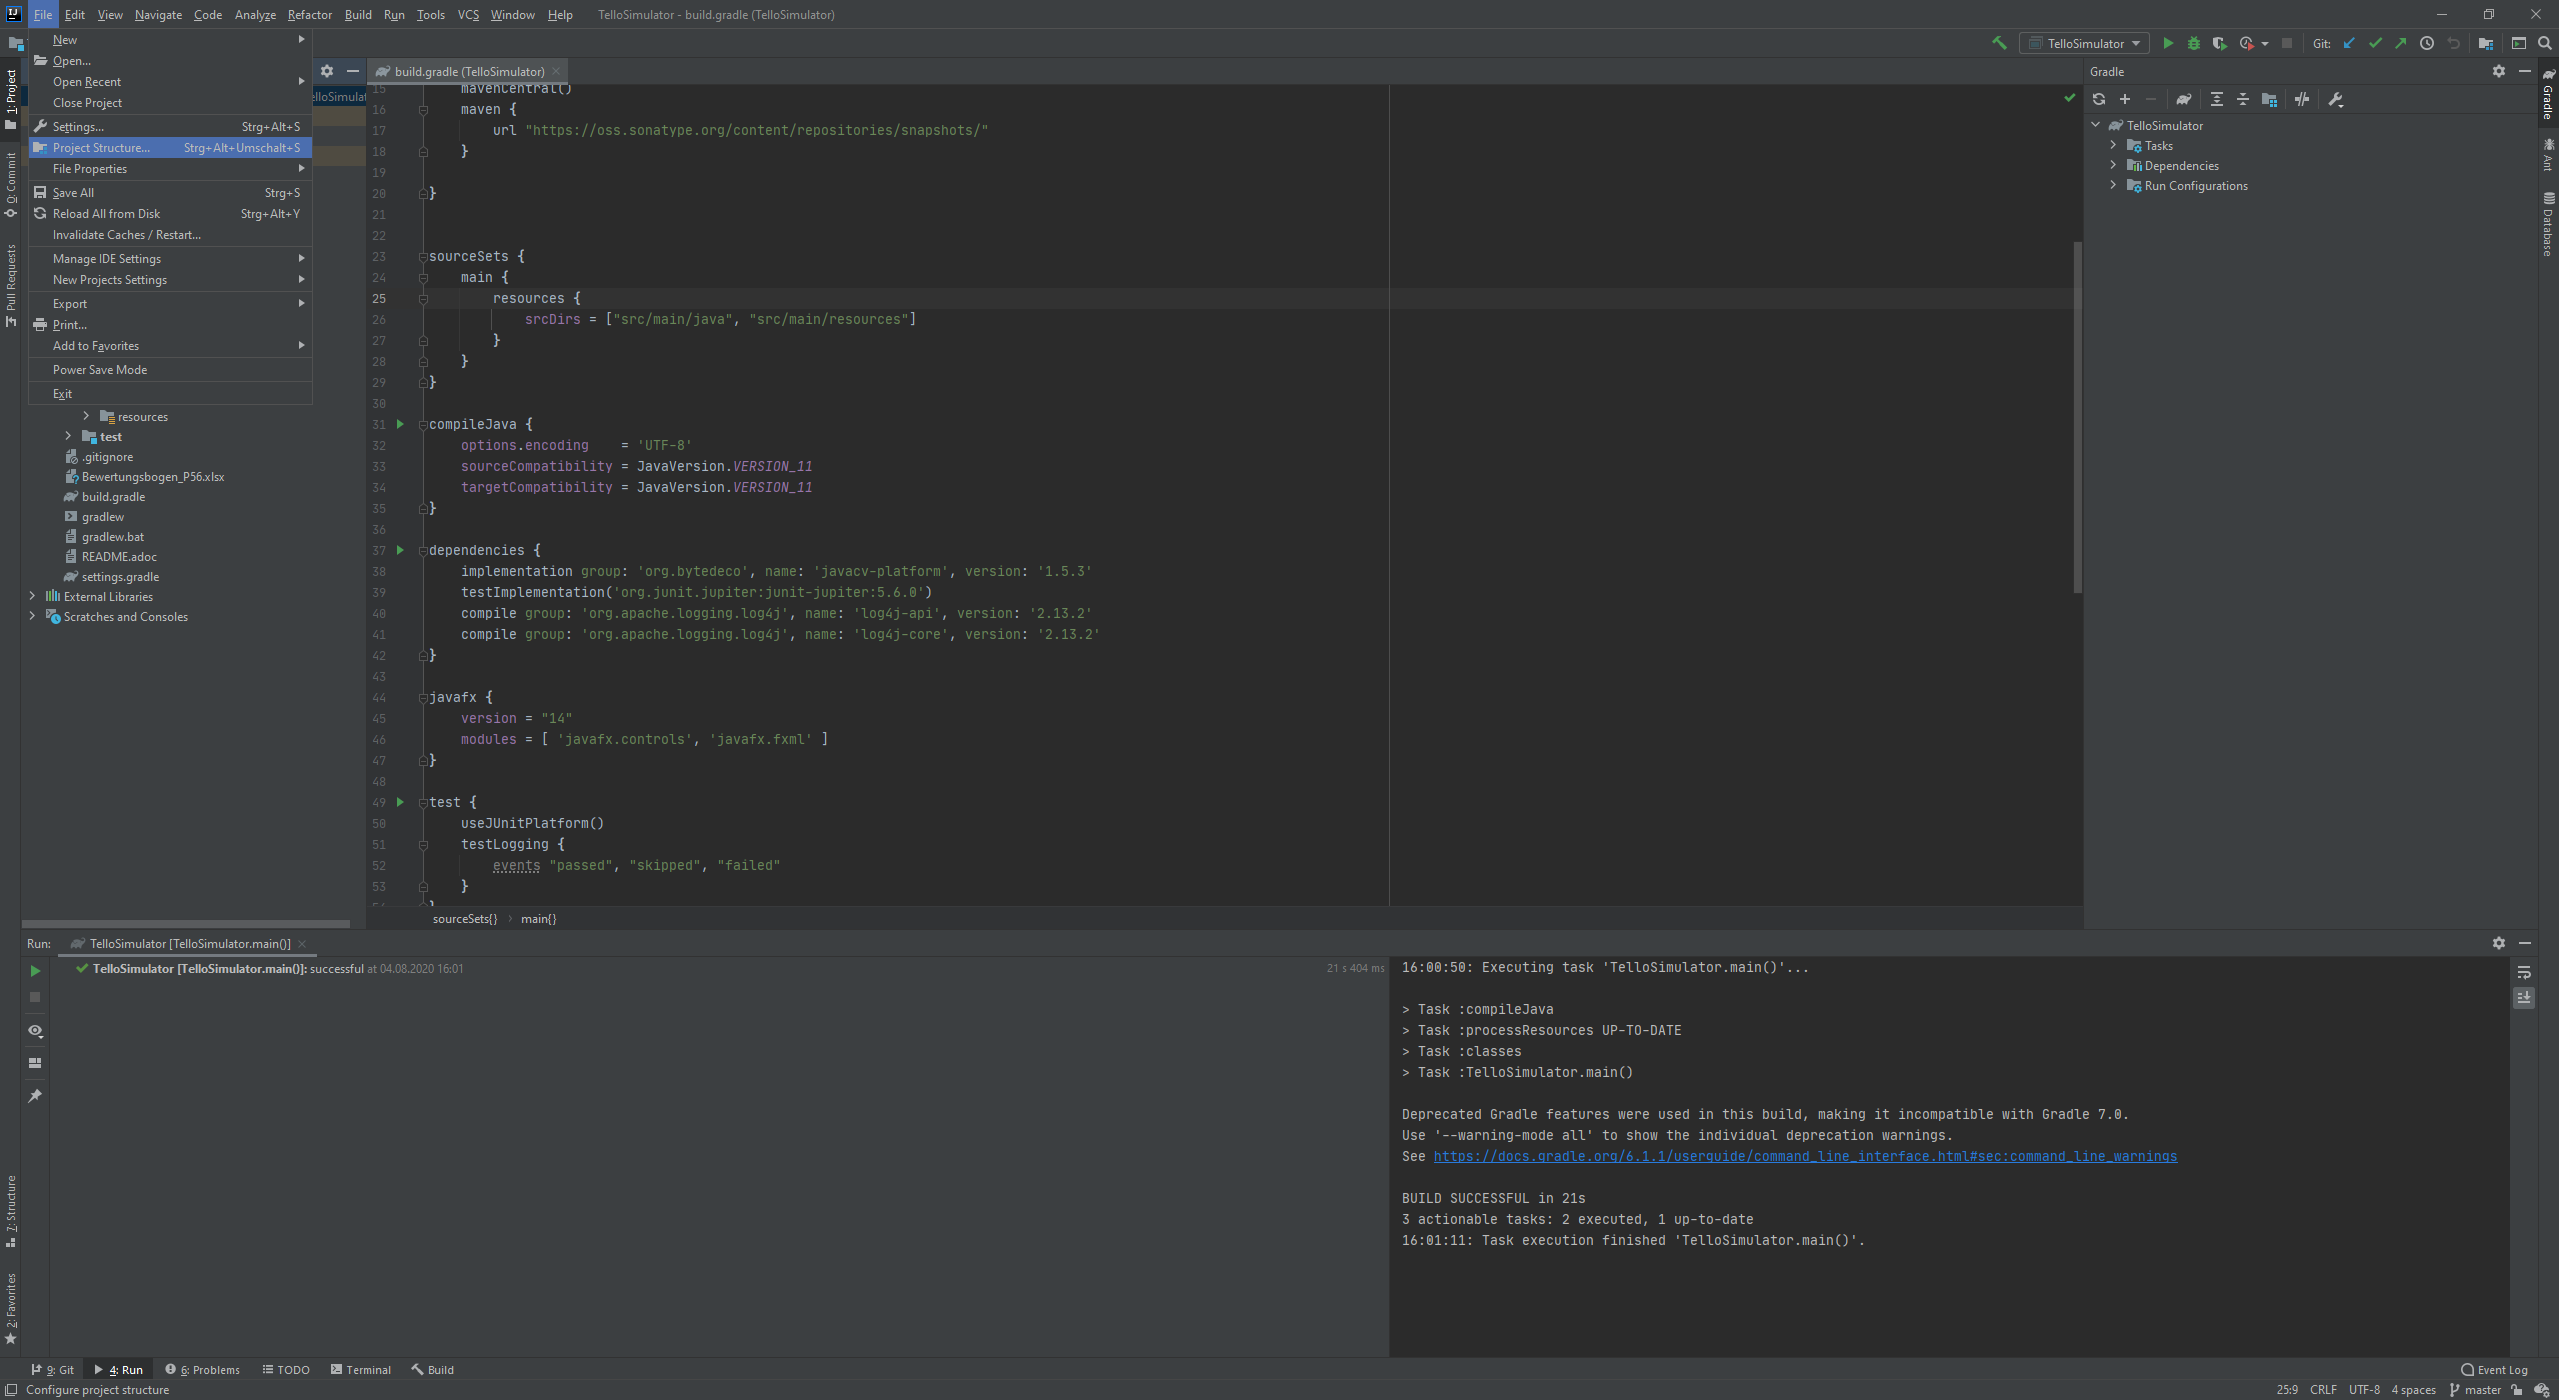 File Edit View Navigate Code Analyze Refactor Build Run Tools VCS Window Help TelloSimulator - build.gradle (TelloSimulator)
TelloSimulator Git:
New
Open...
Open Recent
Close Project
Settings... Strg+Alt+S
Project Structure... Strg+Alt+Umschalt+S
File Properties
Save All Strg+S
Reload All from Disk Strg+Alt+Y
Invalidate Caches / Restart...
Manage IDE Settings
New Projects Settings
Export
Print...
Add to Favorites
Power Save Mode
Exit
resources
test
.gitignore
Bewertungsbogen_P56.xlsx
build.gradle
gradlew
gradlew.bat
README.adoc
settings.gradle
External Libraries
Scratches and Consoles
1: Project
0: Commit
Pull Requests
7: Structure
2: Favorites
build.gradle (TelloSimulator)
15 mavenCentral()
16 maven {
17 url "https://oss.sonatype.org/content/repositories/snapshots/"
18 }
19
20 }
21
22
23 sourceSets {
24 main {
25 resources {
26 srcDirs = ["src/main/java", "src/main/resources"]
27 }
28 }
29 }
30
31 compileJava {
32 options.encoding = 'UTF-8'
33 sourceCompatibility = JavaVersion.VERSION_11
34 targetCompatibility = JavaVersion.VERSION_11
35 }
36
37 dependencies {
38 implementation group: 'org.bytedeco', name: 'javacv-platform', version: '1.5.3'
39 testImplementation('org.junit.jupiter:junit-jupiter:5.6.0')
40 compile group: 'org.apache.logging.log4j', name: 'log4j-api', version: '2.13.2'
41 compile group: 'org.apache.logging.log4j', name: 'log4j-core', version: '2.13.2'
42 }
43
44 javafx {
45 version = "14"
46 modules = [ 'javafx.controls', 'javafx.fxml' ]
47 }
48
49 test {
50 useJUnitPlatform()
51 testLogging {
52 events "passed", "skipped", "failed"
53 }
sourceSets{} main{}
Gradle
TelloSimulator
Tasks
Dependencies
Run Configurations
Gradle
Ant
Database
Run: TelloSimulator [TelloSimulator.main()]
TelloSimulator [TelloSimulator.main()]: successful at 04.08.2020 16:01 21 s 404 ms
16:00:50: Executing task 'TelloSimulator.main()'...
> Task :compileJava
> Task :processResources UP-TO-DATE
> Task :classes
> Task :TelloSimulator.main()
Deprecated Gradle features were used in this build, making it incompatible with Gradle 7.0.
Use '--warning-mode all' to show the individual deprecation warnings.
See https://docs.gradle.org/6.1.1/userguide/command_line_interface.html#sec:command_line_warnings
BUILD SUCCESSFUL in 21s
3 actionable tasks: 2 executed, 1 up-to-date
16:01:11: Task execution finished 'TelloSimulator.main()'.
9: Git 4: Run 6: Problems TODO Terminal Build Event Log
Configure project structure 25:9 CRLF UTF-8 4 spaces master